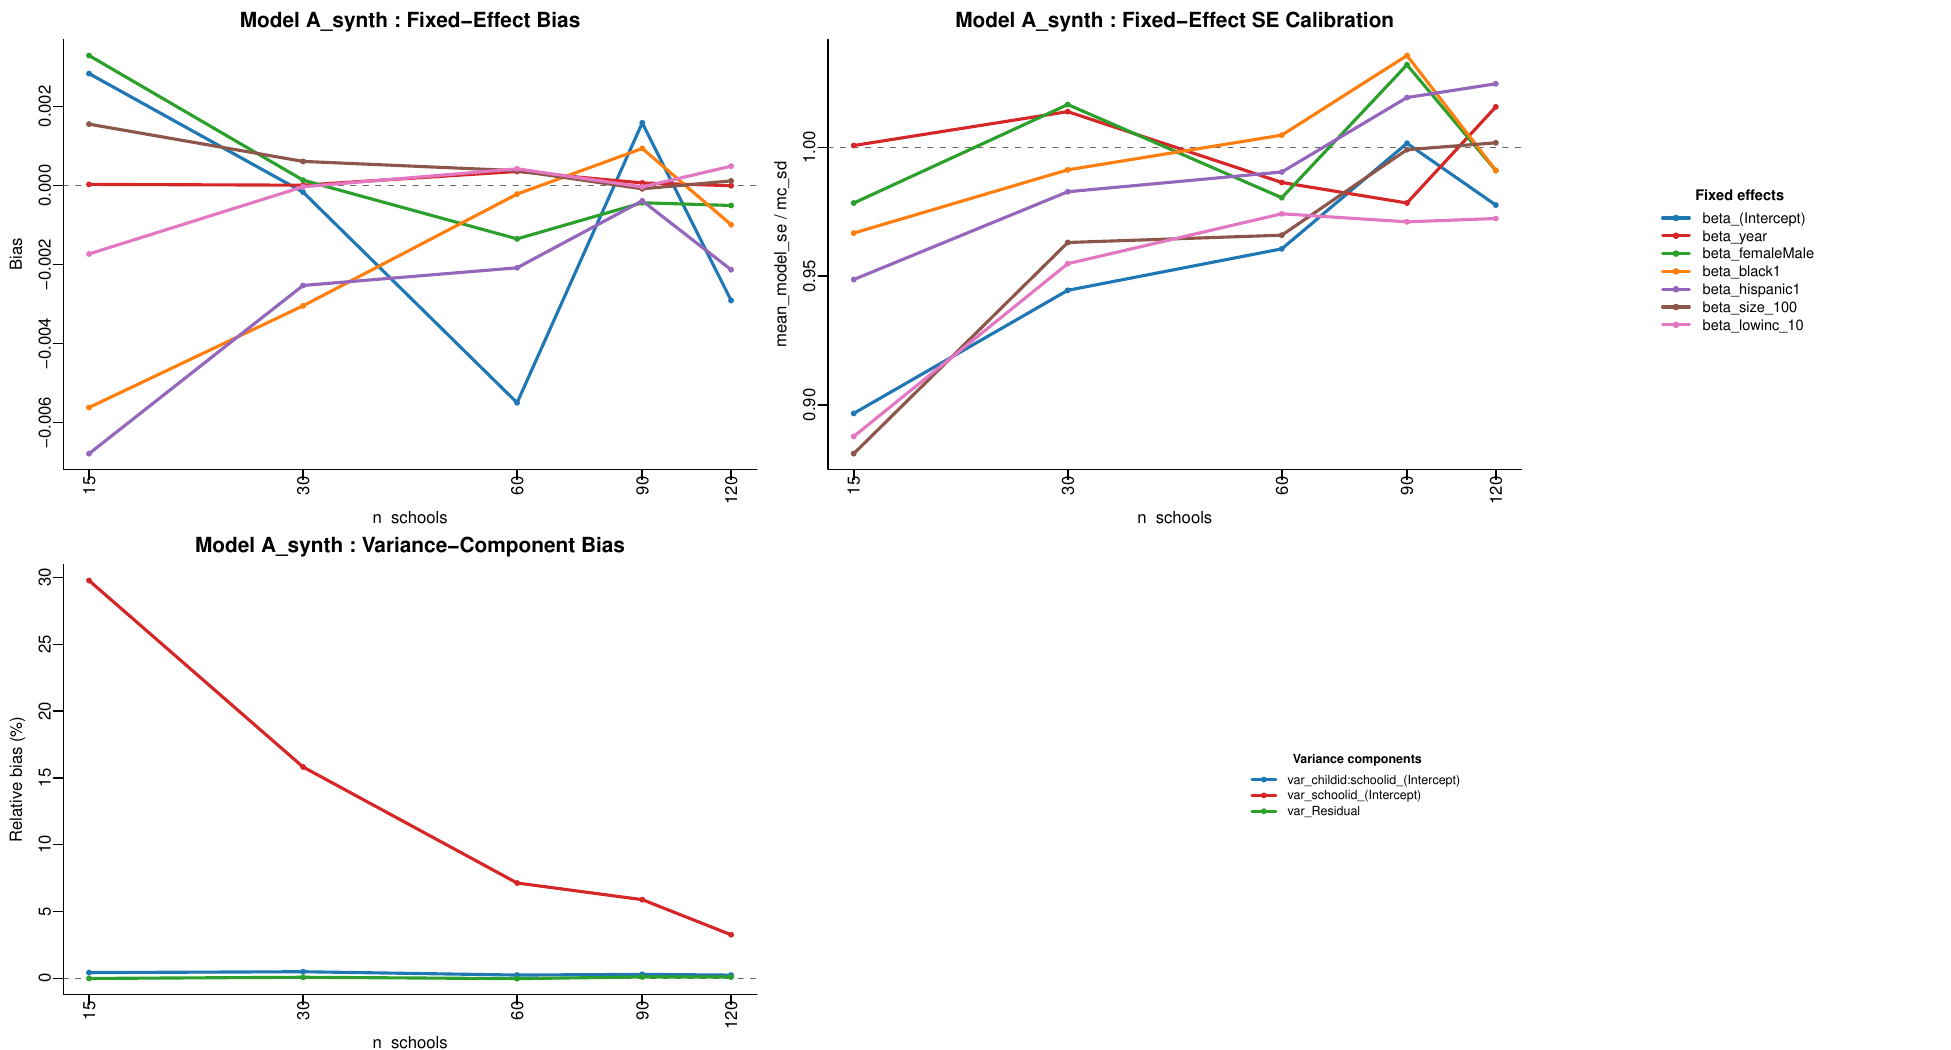 Model A_synth : Fixed−Effect Bias
Bias
0.002
0.000
−0.002
−0.004
−0.006
15
30
60
90
120
n_schools
Model A_synth : Fixed−Effect SE Calibration
mean_model_se / mc_sd
1.00
0.95
0.90
15
30
60
90
120
n_schools
Fixed effects
beta_(Intercept)
beta_year
beta_femaleMale
beta_black1
beta_hispanic1
beta_size_100
beta_lowinc_10
Model A_synth : Variance−Component Bias
Relative bias (%)
30
25
20
15
10
5
0
15
30
60
90
120
n_schools
Variance components
var_childid:schoolid_(Intercept)
var_schoolid_(Intercept)
var_Residual